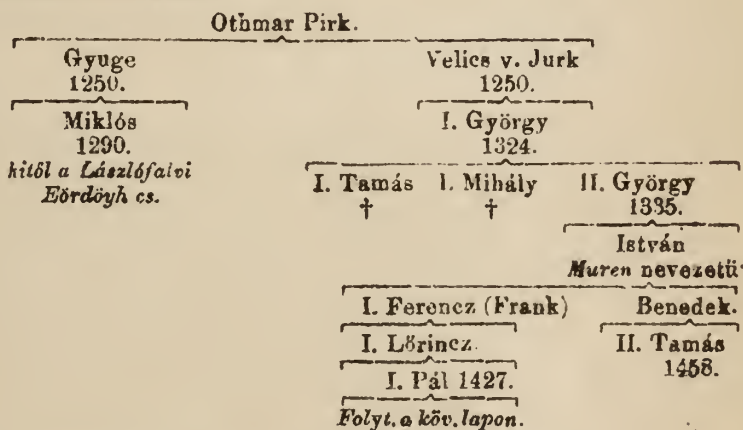 Othmar Pirk.
Gyuge Velics v. Jurk
1250. 1250.
Miklós I. György
1290. 1324.
kitől a Lászlófalvi
Eördöyh cs.
I. Tamás I. Mihály II. György
† † 1335.
István
Muren nevezetü
I. Ferencz (Frank) Benedek.
I. Lőrincz. II. Tamás
1458.
I. Pál 1427.
Folyt. a köv. lapon.